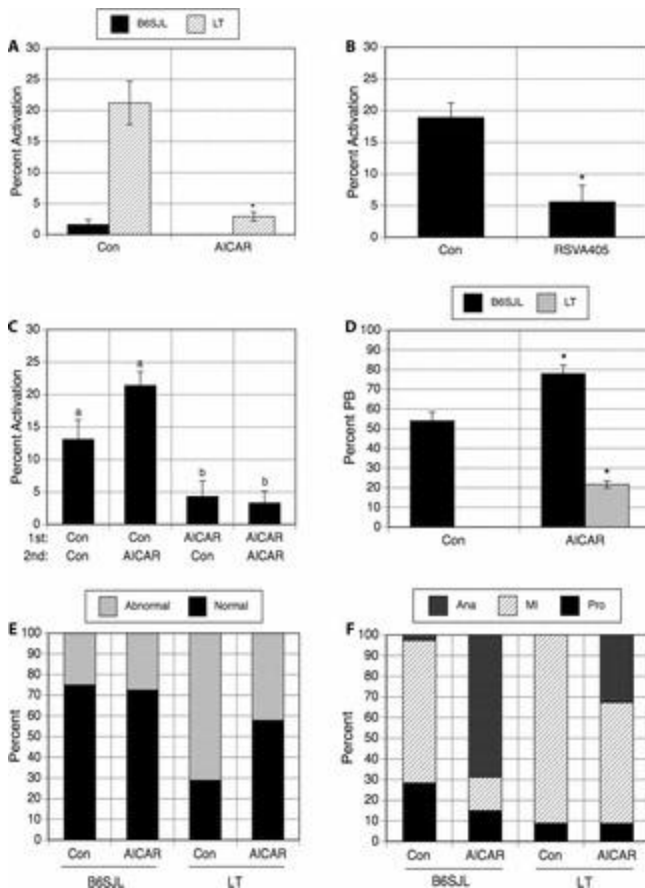 B6SJL LT
A
30
25
20
15
10
5
0
Percent Activation
Con AICAR
*
B
30
25
20
15
10
5
0
Percent Activation
Con RSVA405
*
C
30
25
20
15
10
5
0
Percent Activation
a a b b
1st: Con Con AICAR AICAR
2nd: Con AICAR Con AICAR
B6SJL LT
D
100
90
80
70
60
50
40
30
20
10
0
Percent PB
* *
Con AICAR
Abnormal Normal
E
100
90
80
70
60
50
40
30
20
10
0
Percent
Con AICAR Con AICAR
B6SJL LT
Ana MI Pro
F
100
90
80
70
60
50
40
30
20
10
0
Percent
Con AICAR Con AICAR
B6SJL LT